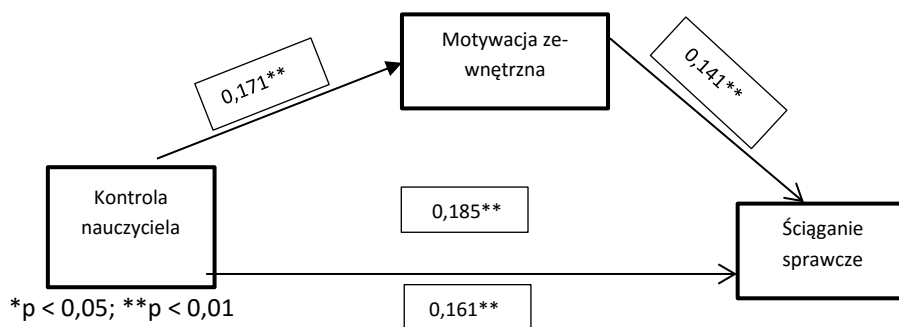 Motywacja ze-
wnętrzna
0,171**
0,141**
Kontrola
nauczyciela
0,185**
Ściąganie
sprawcze
*p < 0,05; **p < 0,01
0,161**